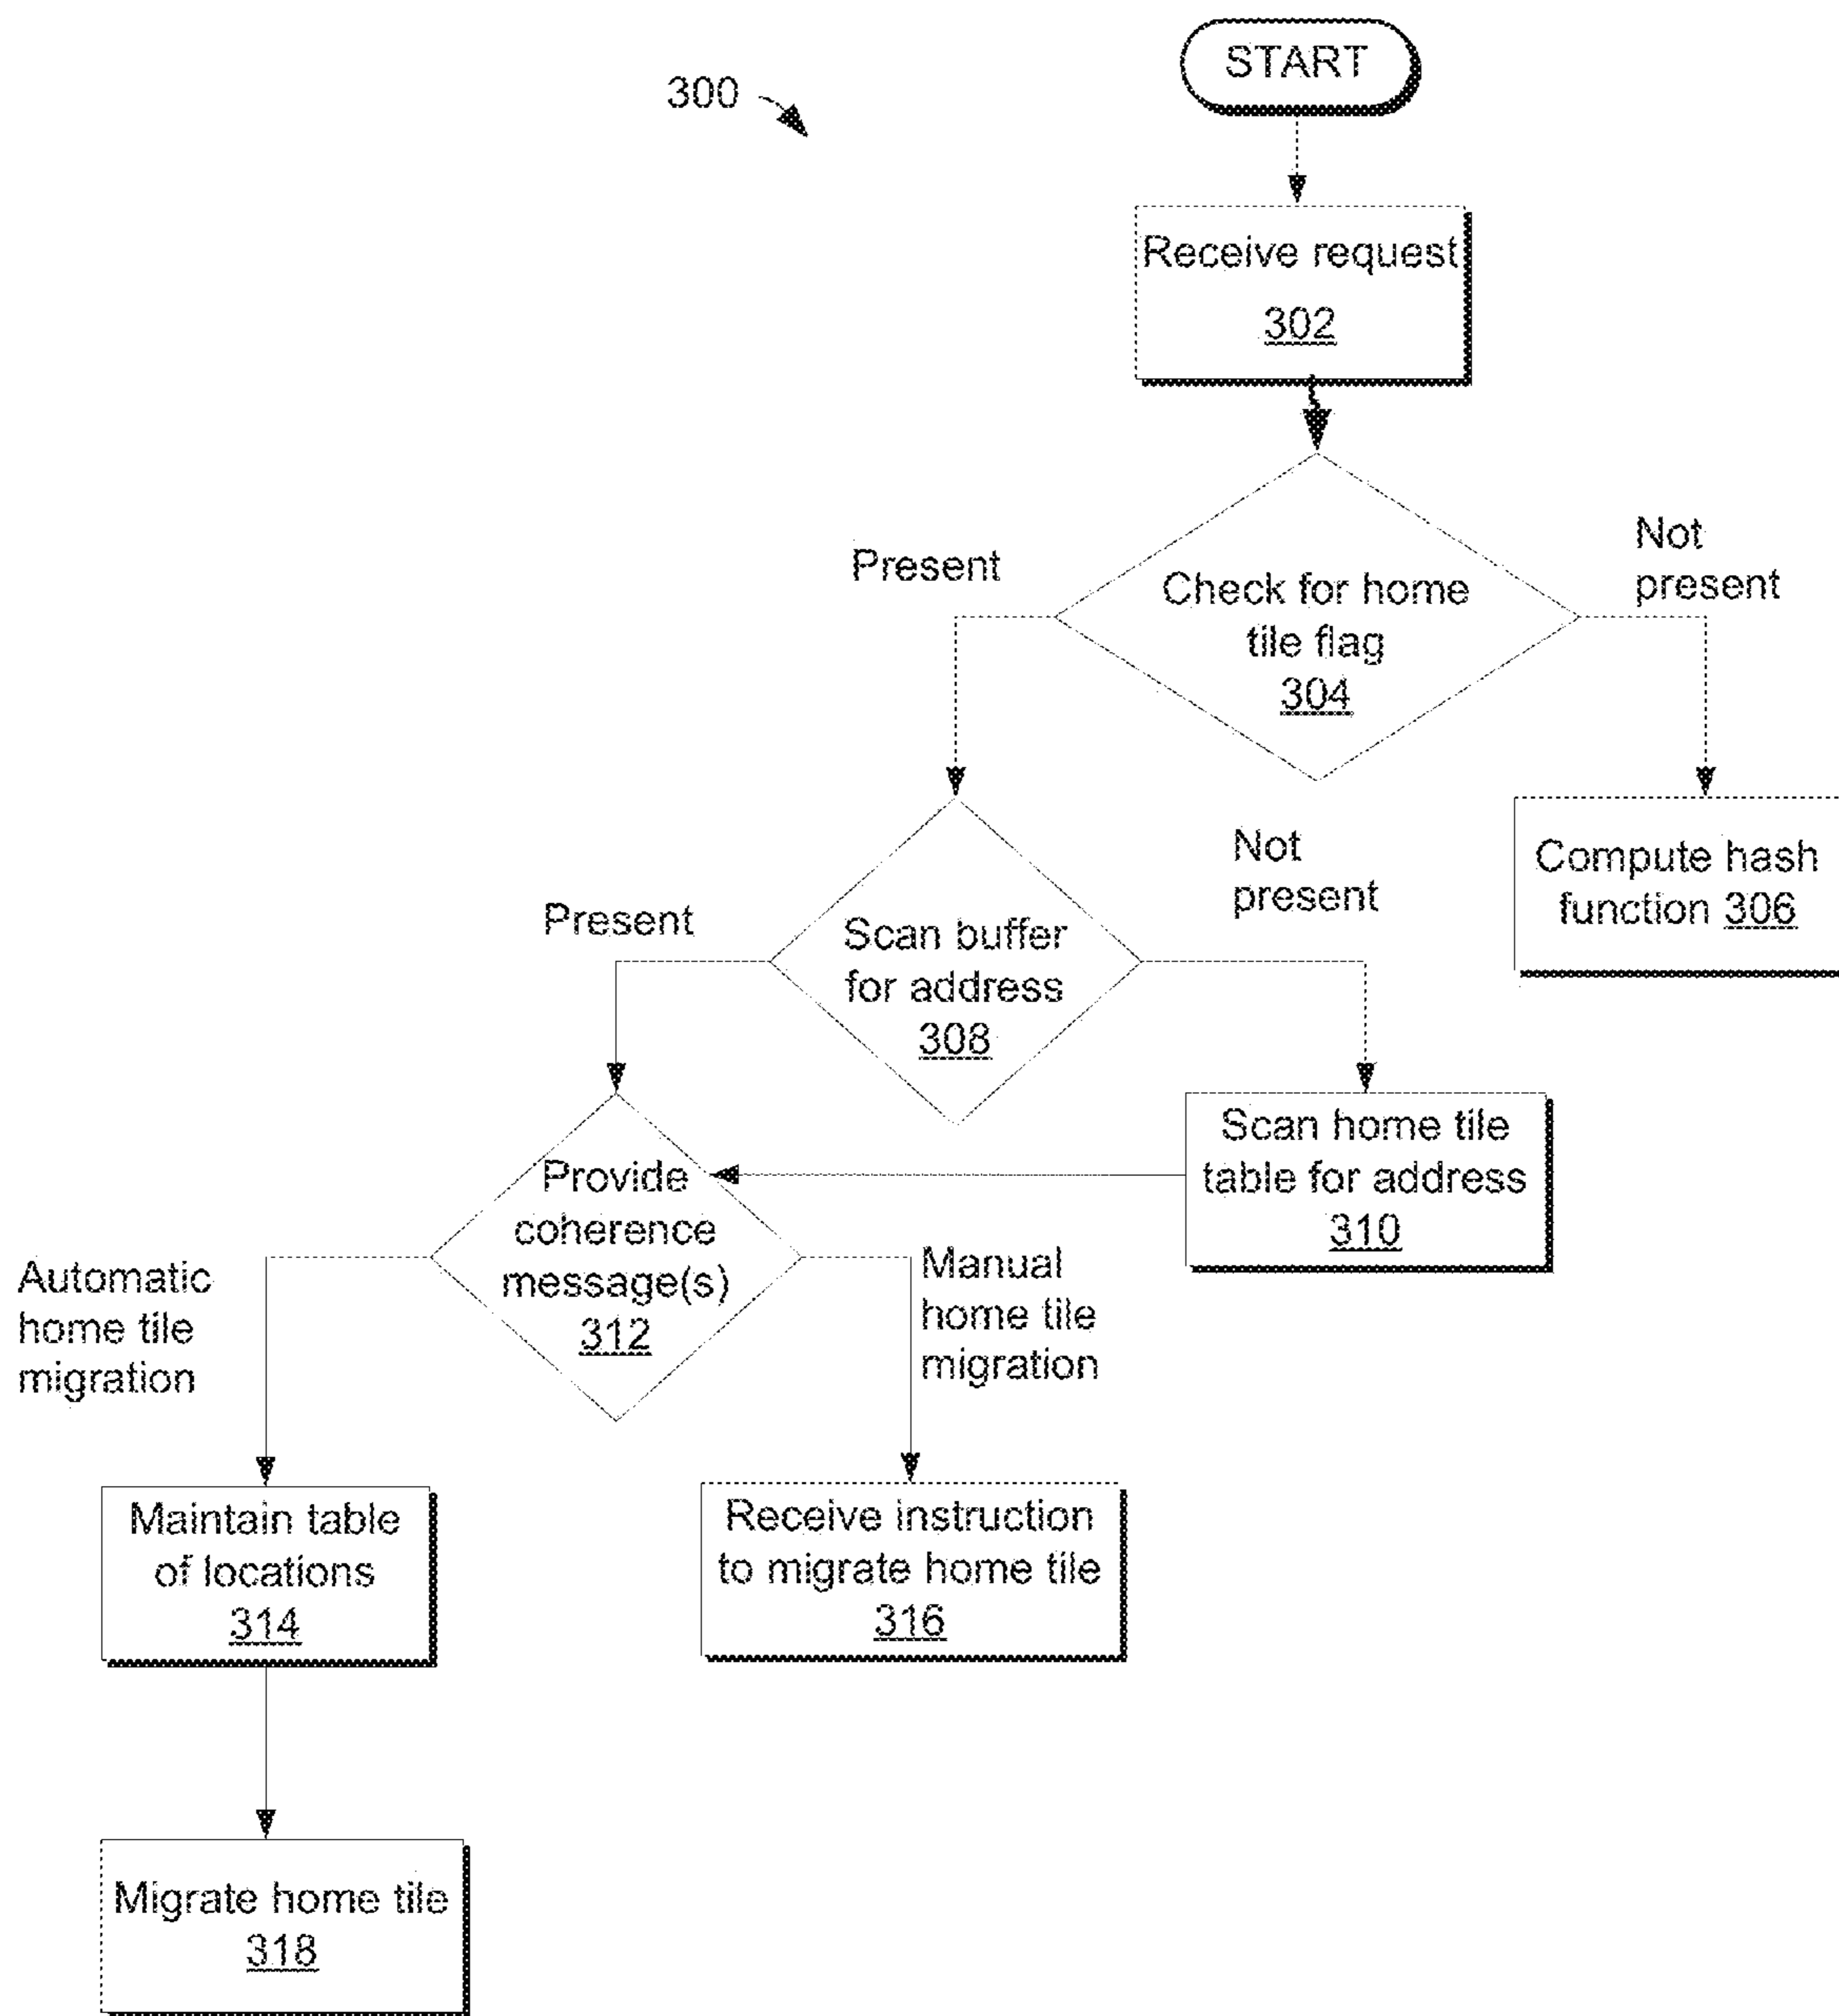 START
300
Receive request
302
Present
Not
present
Check for home
tile flag
304
Compute hash
function 306
Not
present
Present
Scan buffer
for address
308
Scan home tile
table for address
310
Provide
coherence
message(s)
312
Automatic
home tile
migration
Manual
home tile
migration
Maintain table
of locations
314
Receive instruction
to migrate home tile
316
Migrate home tile
318